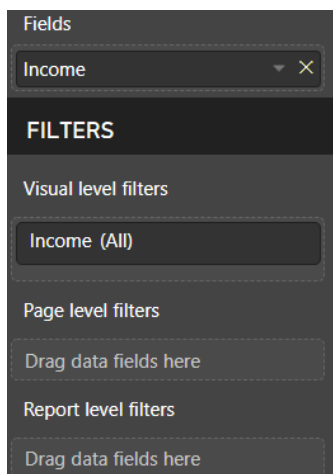 Fields
Income
FILTERS
Visual level filters
Income (All)
Page level filters
Drag data fields here
Report level filters
Drag data fields here